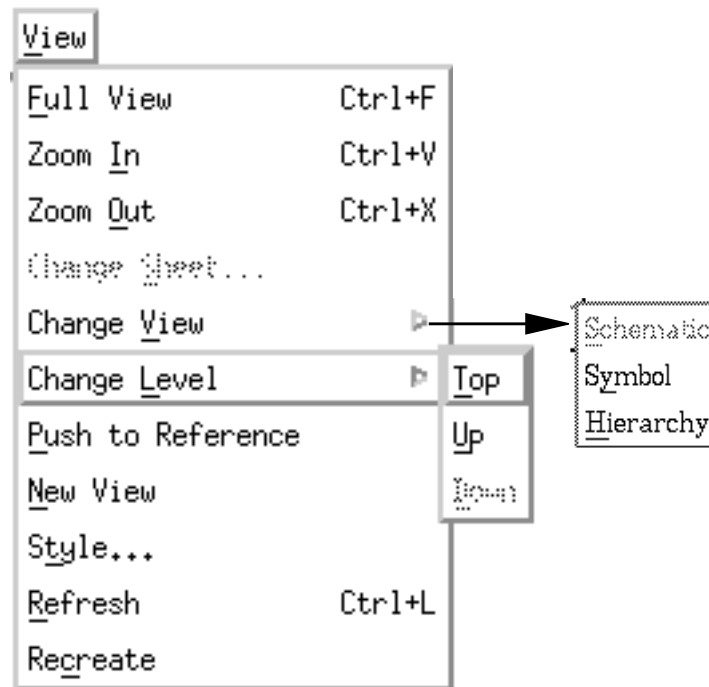 View
Full View Ctrl+F
Zoom In Ctrl+V
Zoom Out Ctrl+X
Change Sheet...
Change View
Change Level
Push to Reference
New View
Style...
Refresh Ctrl+L
Recreate
Top
Up
Down
Schematic
Symbol
Hierarchy